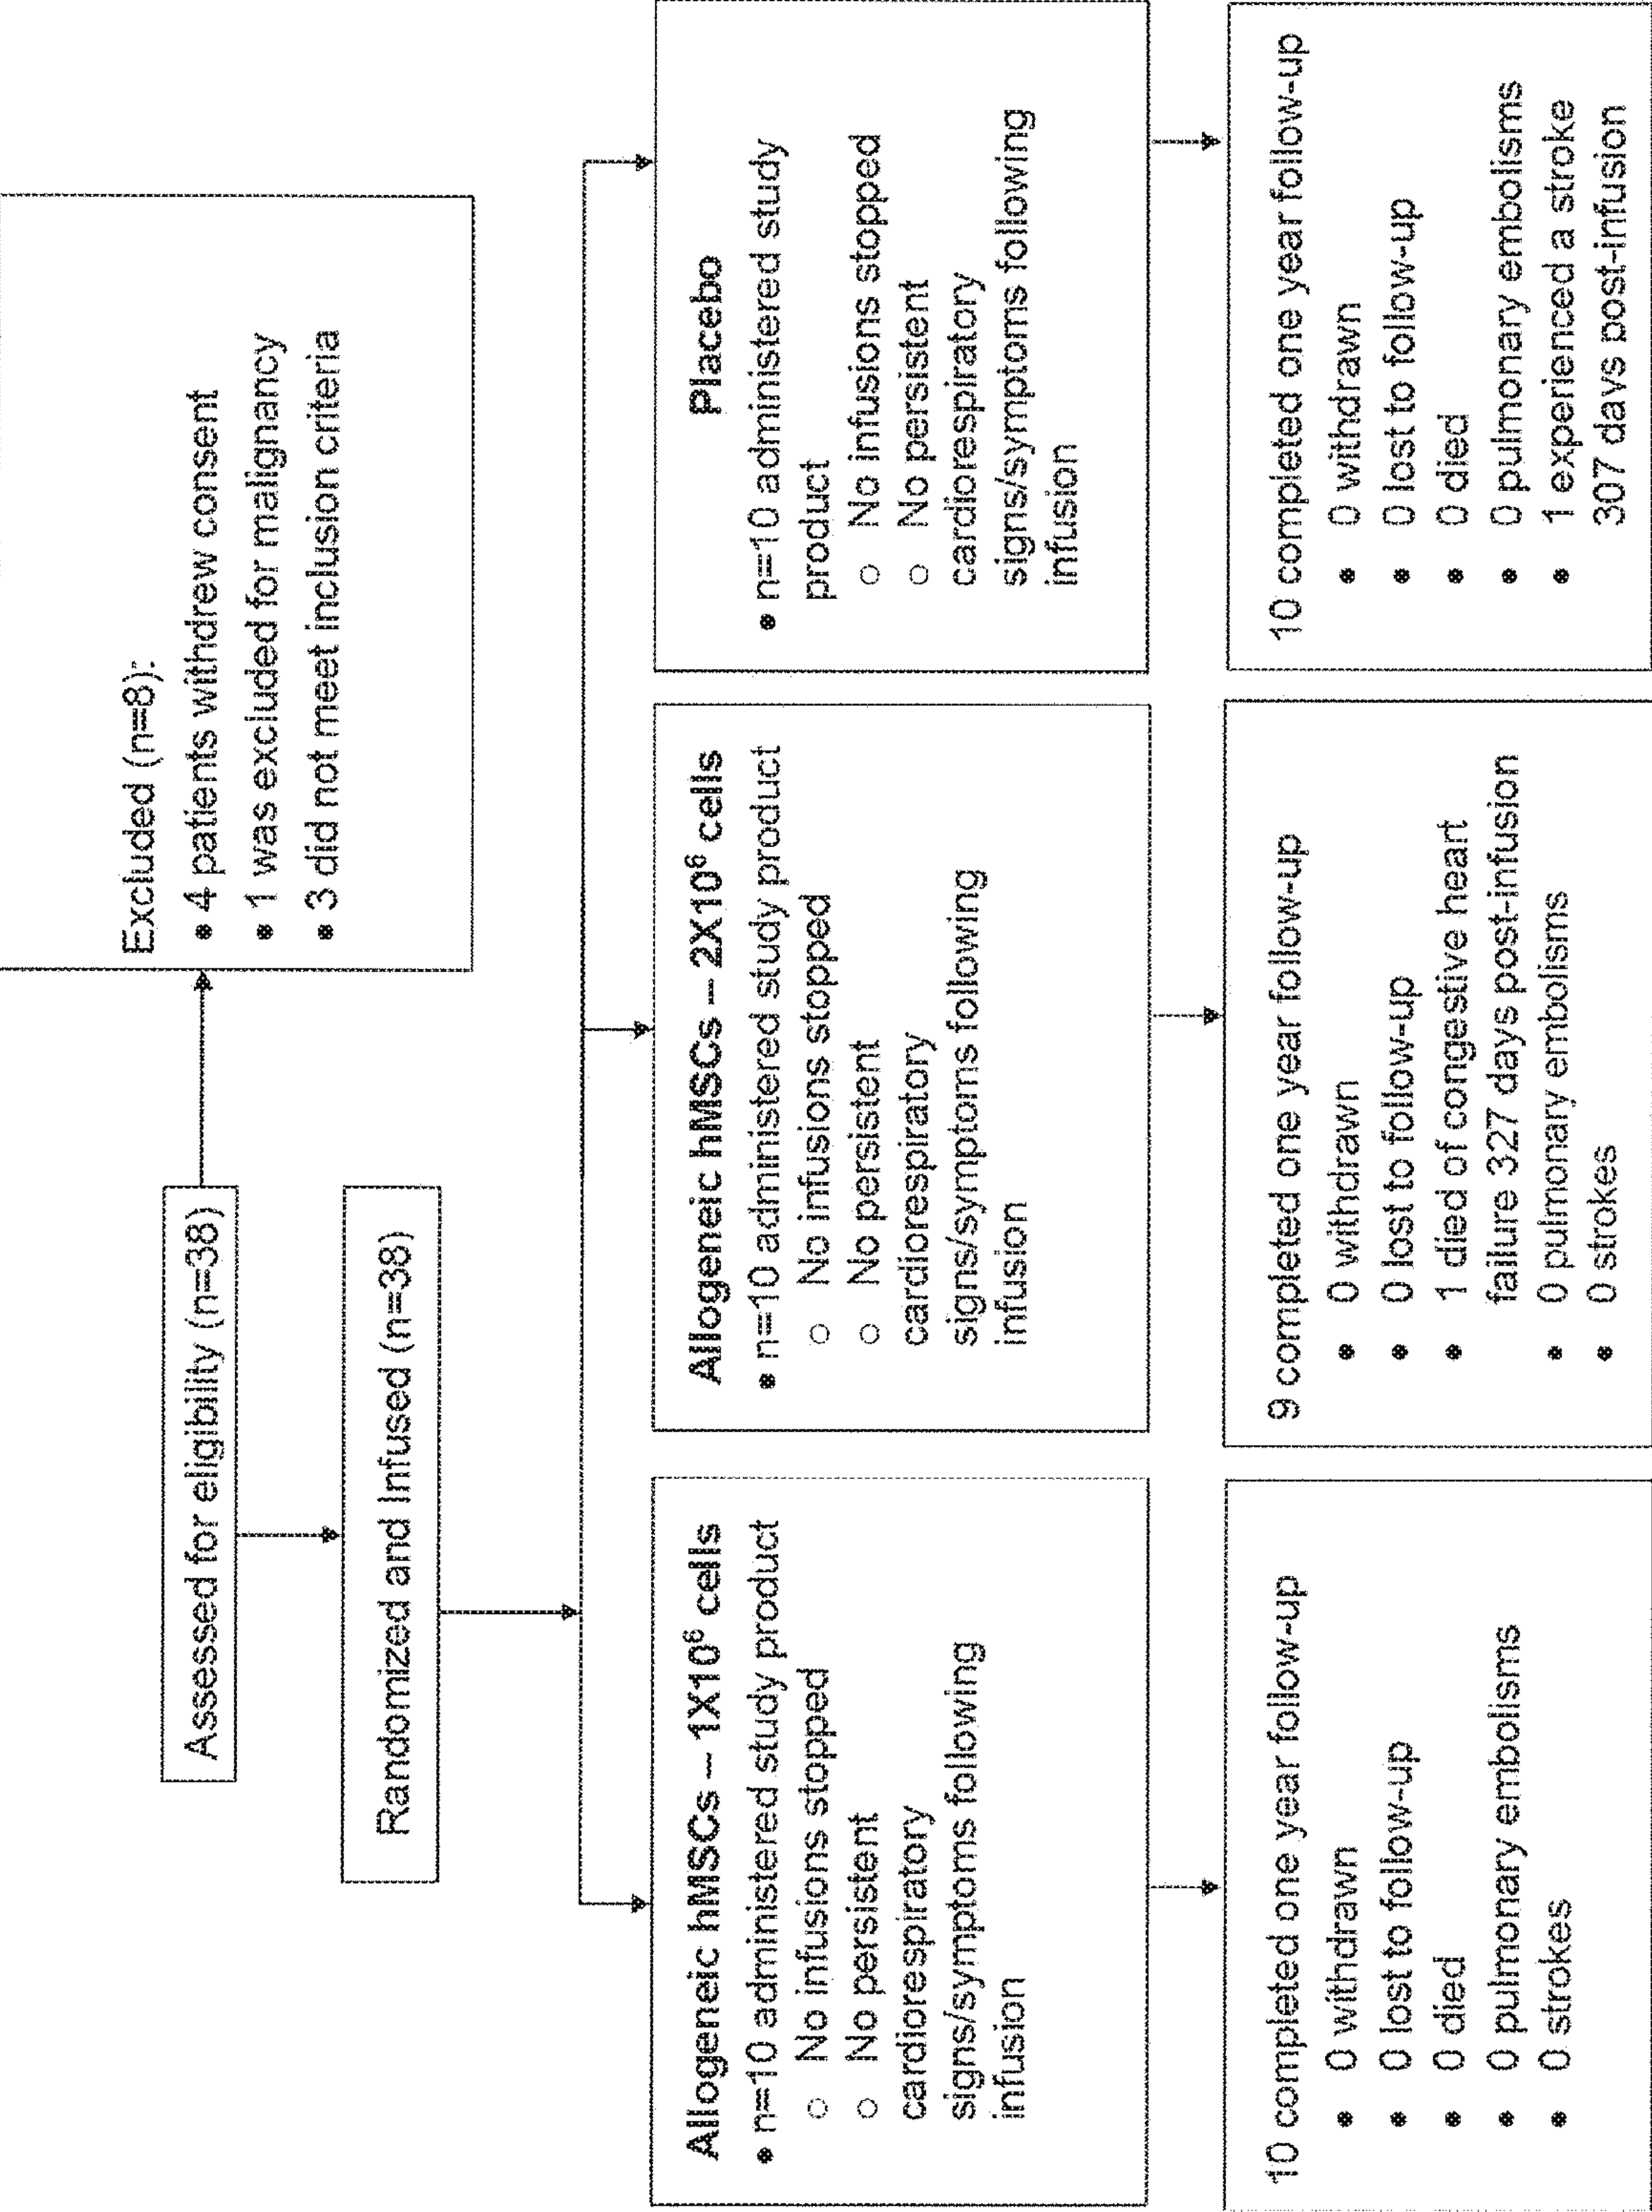 Assessed for eligibility (n=38)
Excluded (n=8):
• 4 patients withdrew consent
• 1 was excluded for malignancy
• 3 did not meet inclusion criteria
Randomized and Infused (n=38)
Allogeneic hMSCs – 1X10⁶ cells
• n=10 administered study product
○ No infusions stopped
○ No persistent
cardiorespiratory
signs/symptoms following
infusion
Allogeneic hMSCs – 2X10⁶ cells
• n=10 administered study product
○ No infusions stopped
○ No persistent
cardiorespiratory
signs/symptoms following
infusion
Placebo
• n=10 administered study
product
○ No infusions stopped
○ No persistent
cardiorespiratory
signs/symptoms following
infusion
10 completed one year follow-up
• 0 withdrawn
• 0 lost to follow-up
• 0 died
• 0 pulmonary embolisms
• 0 strokes
9 completed one year follow-up
• 0 withdrawn
• 0 lost to follow-up
• 1 died of congestive heart
failure 327 days post-infusion
• 0 pulmonary embolisms
• 0 strokes
10 completed one year follow-up
• 0 withdrawn
• 0 lost to follow-up
• 0 died
• 0 pulmonary embolisms
• 1 experienced a stroke
307 days post-infusion